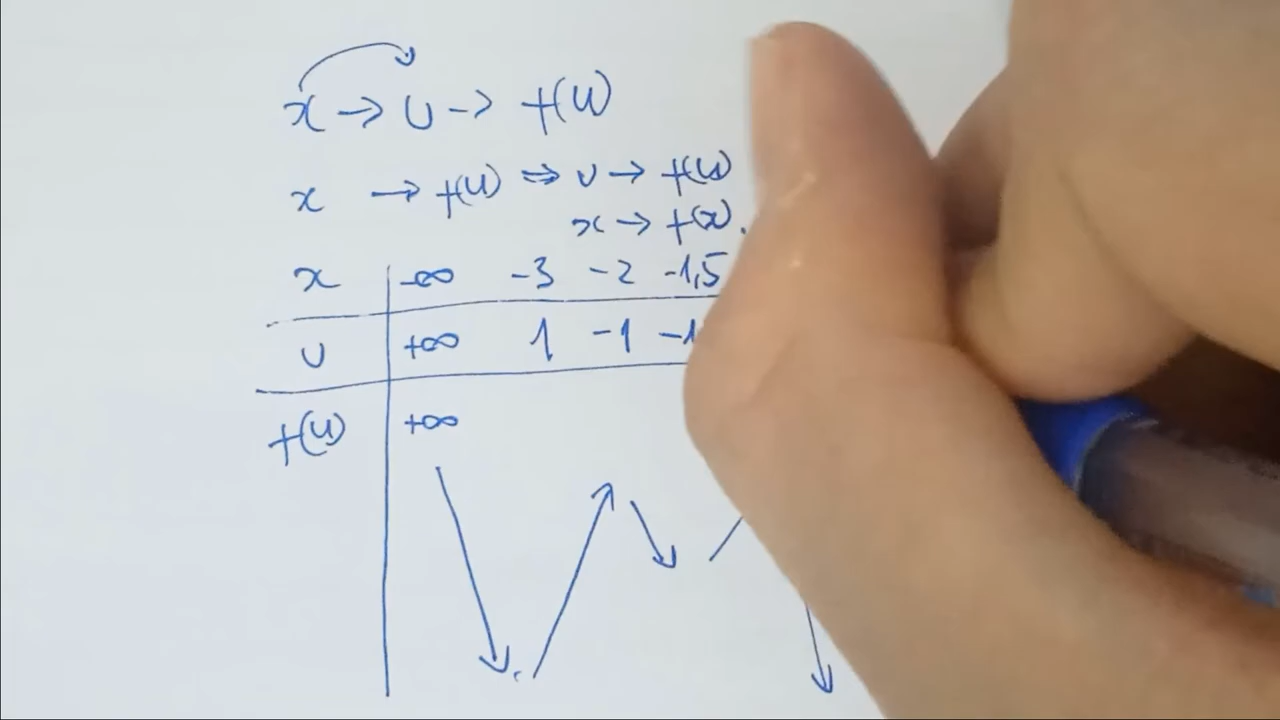 x → U → f(U)
x → f(U) ⇒ U → f(U)
x → f(x).
x -∞ -3 -2 -1,5
U +∞ 1 -1
f(U) +∞